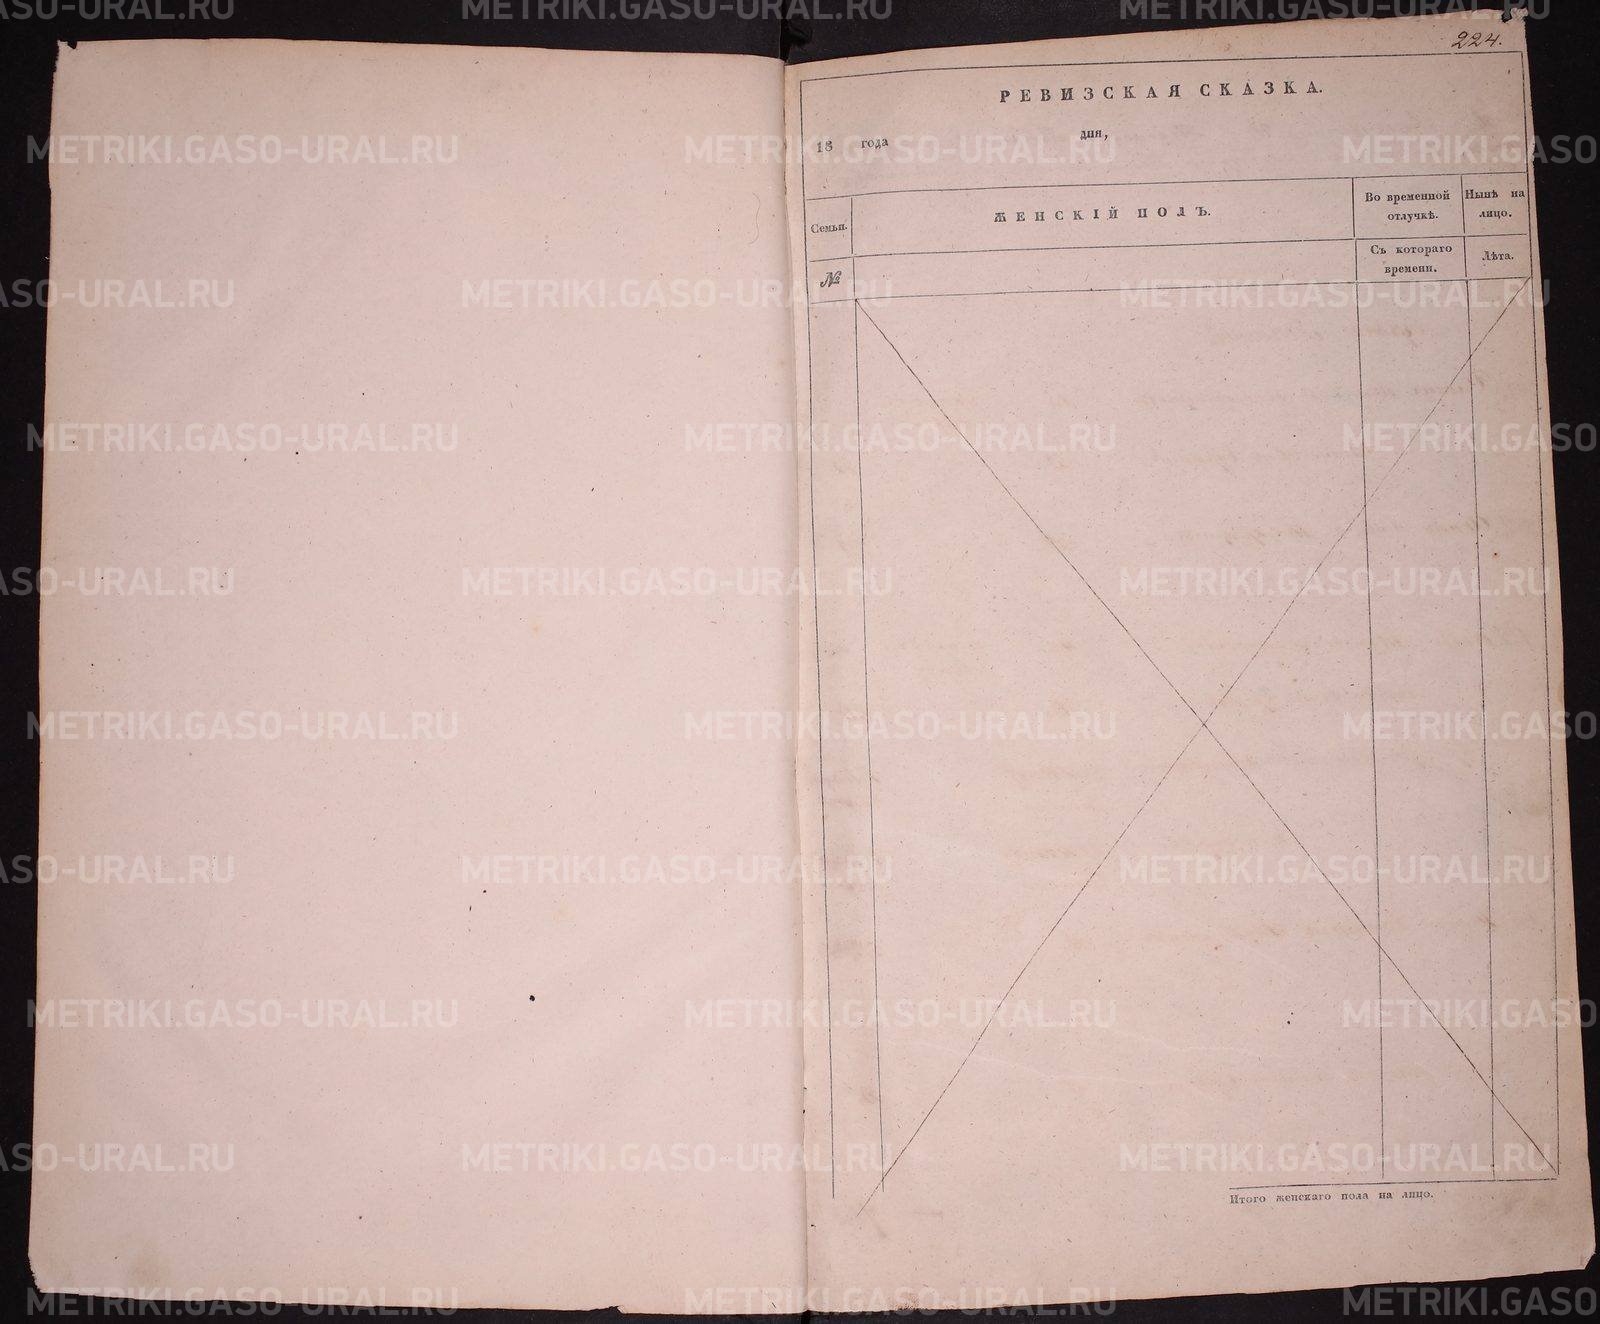 224.
РЕВИЗСКАЯ СКАЗКА.
18 года дня,
Семьи. ЖЕНСКІЙ ПОЛЪ. Во временной отлучкѣ. Нынѣ на лицо.
№ Съ котораго времени. Лѣта.
Итого женскаго пола на лицо.
METRIKI.GASO-URAL.RU